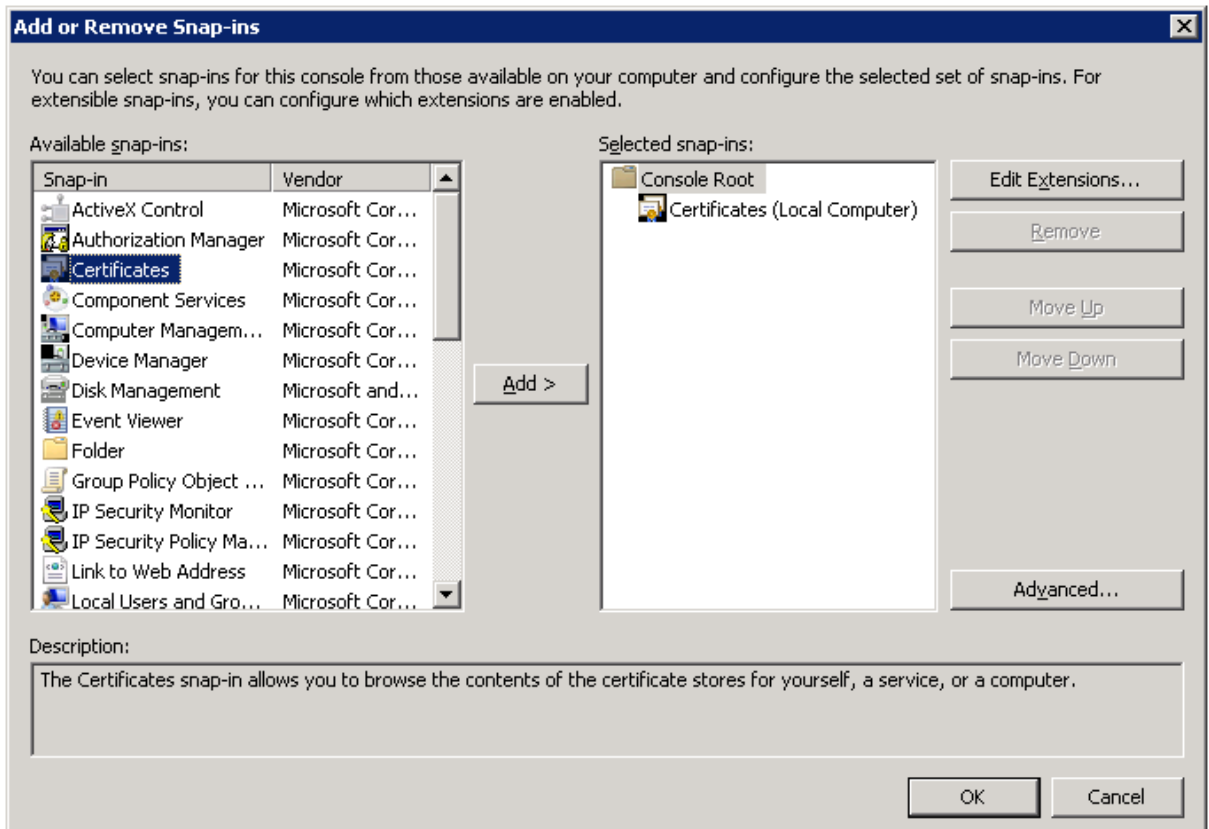 Add or Remove Snap-ins
You can select snap-ins for this console from those available on your computer and configure the selected set of snap-ins. For
extensible snap-ins, you can configure which extensions are enabled.
Available snap-ins:
Selected snap-ins:
Snap-in Vendor
ActiveX Control Microsoft Cor...
Authorization Manager Microsoft Cor...
Certificates Microsoft Cor...
Component Services Microsoft Cor...
Computer Managem... Microsoft Cor...
Device Manager Microsoft Cor...
Disk Management Microsoft and...
Event Viewer Microsoft Cor...
Folder Microsoft Cor...
Group Policy Object ... Microsoft Cor...
IP Security Monitor Microsoft Cor...
IP Security Policy Ma... Microsoft Cor...
Link to Web Address Microsoft Cor...
Local Users and Gro... Microsoft Cor...
Add >
Console Root
Certificates (Local Computer)
Edit Extensions...
Remove
Move Up
Move Down
Advanced...
Description:
The Certificates snap-in allows you to browse the contents of the certificate stores for yourself, a service, or a computer.
OK
Cancel